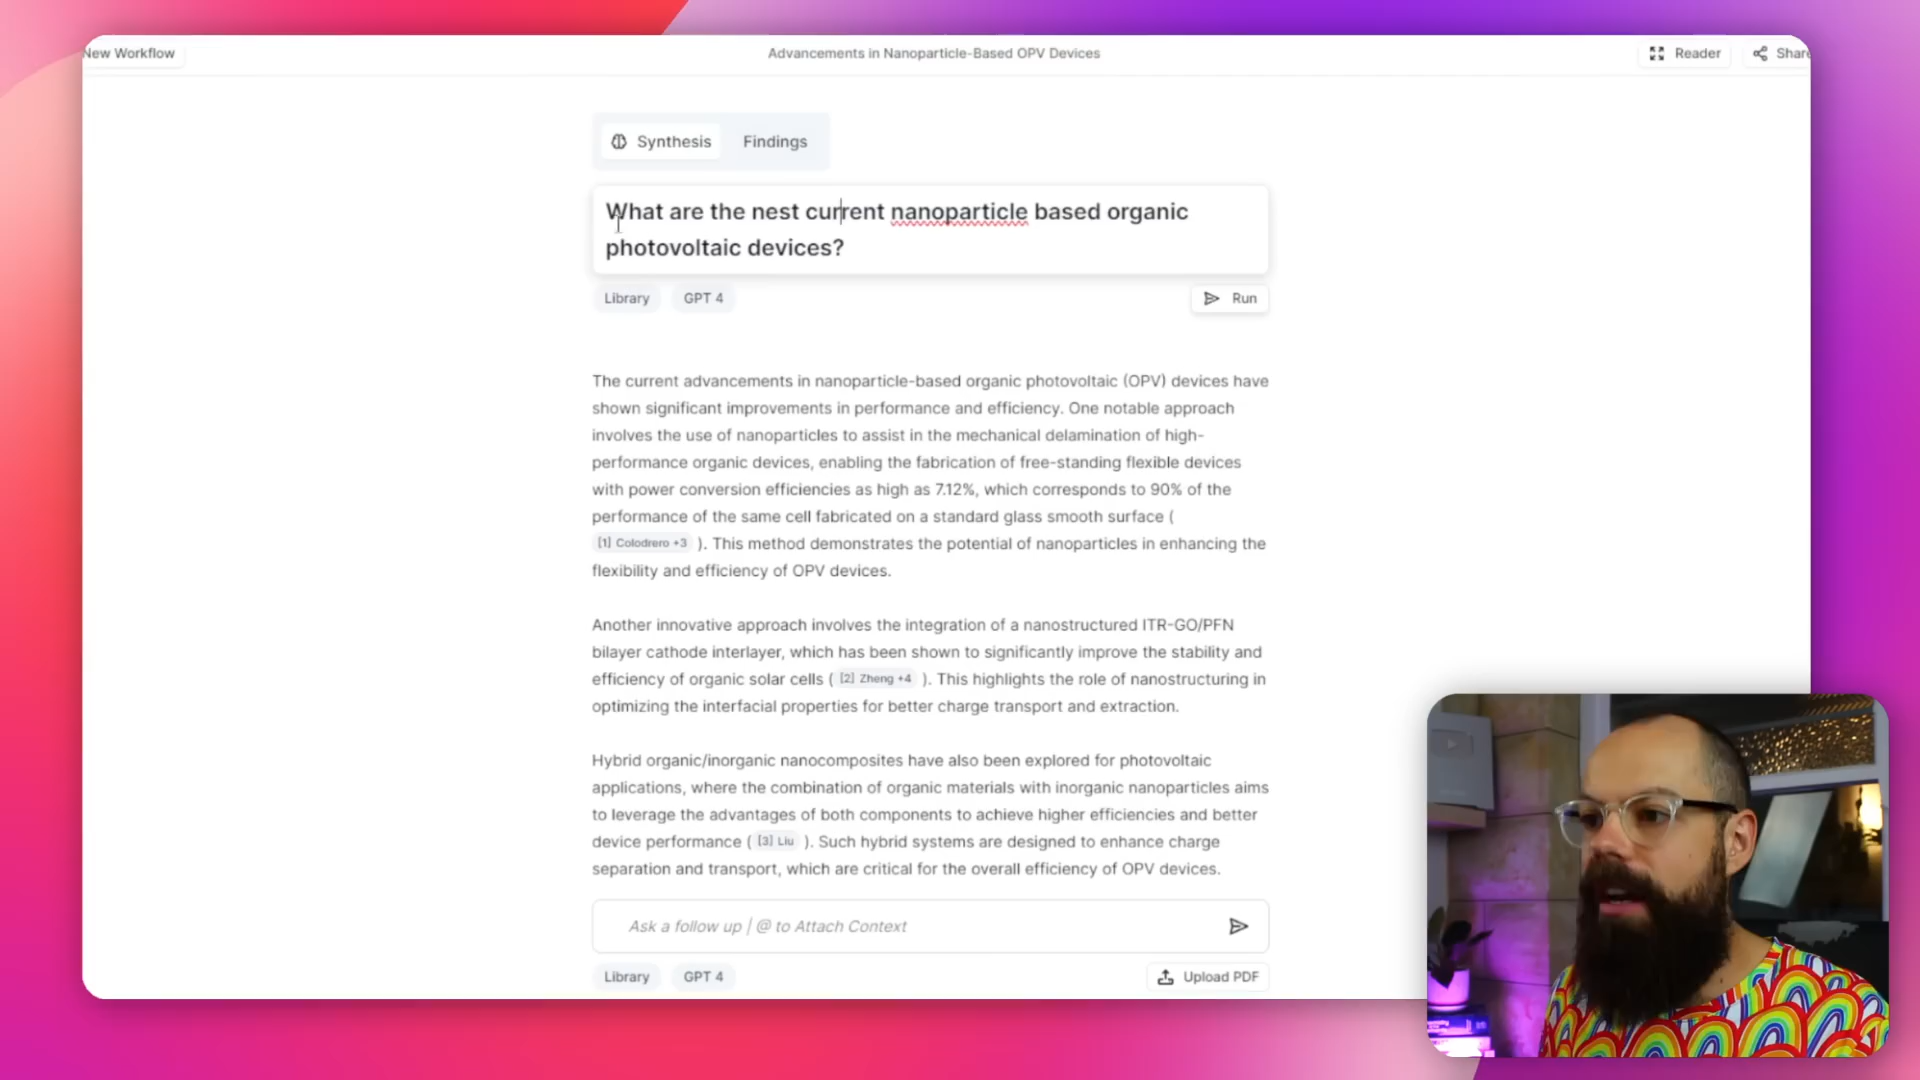 New Workflow
Advancements in Nanoparticle-Based OPV Devices
Reader
Share
Synthesis
Findings
What are the nest current nanoparticle based organic
photovoltaic devices?
Library
GPT 4
Run
The current advancements in nanoparticle-based organic photovoltaic (OPV) devices have
shown significant improvements in performance and efficiency. One notable approach
involves the use of nanoparticles to assist in the mechanical delamination of high-
performance organic devices, enabling the fabrication of free-standing flexible devices
with power conversion efficiencies as high as 7.12%, which corresponds to 90% of the
performance of the same cell fabricated on a standard glass smooth surface (
[1] Colodrero +3 ). This method demonstrates the potential of nanoparticles in enhancing the
flexibility and efficiency of OPV devices.
Another innovative approach involves the integration of a nanostructured ITR-GO/PFN
bilayer cathode interlayer, which has been shown to significantly improve the stability and
efficiency of organic solar cells ( [2] Zheng +4 ). This highlights the role of nanostructuring in
optimizing the interfacial properties for better charge transport and extraction.
Hybrid organic/inorganic nanocomposites have also been explored for photovoltaic
applications, where the combination of organic materials with inorganic nanoparticles aims
to leverage the advantages of both components to achieve higher efficiencies and better
device performance ( [3] Liu ). Such hybrid systems are designed to enhance charge
separation and transport, which are critical for the overall efficiency of OPV devices.
Ask a follow up | @ to Attach Context
Library
GPT 4
Upload PDF